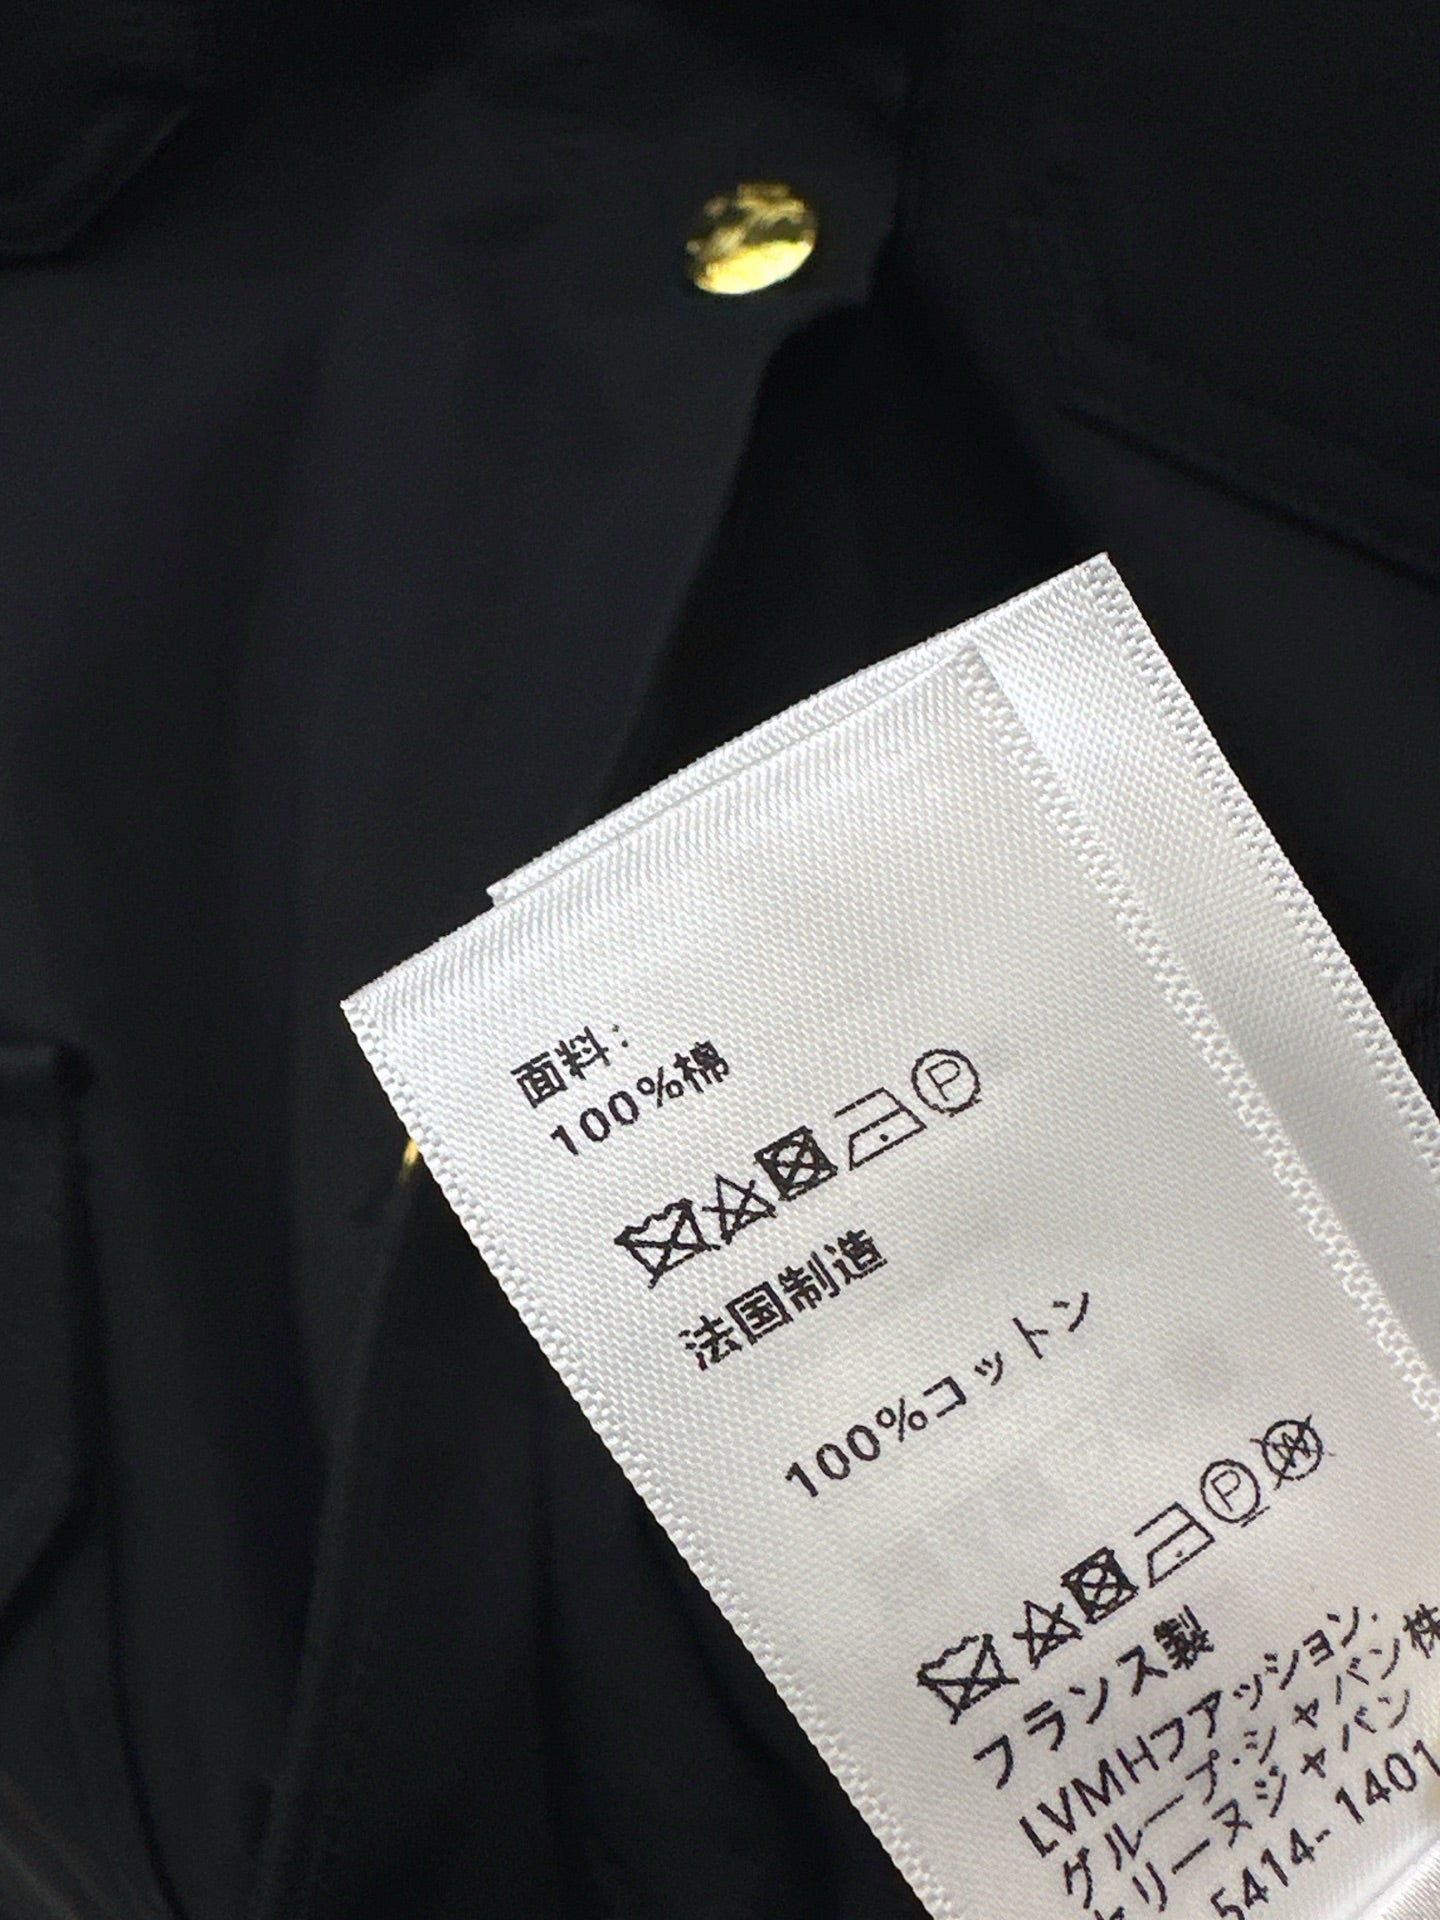 面料:
100%棉
P
法国制造
100%コットン
P W
フランス製
LVMHファッション.
グループ.ジャパン株
セリーヌジャパン
5414-1401